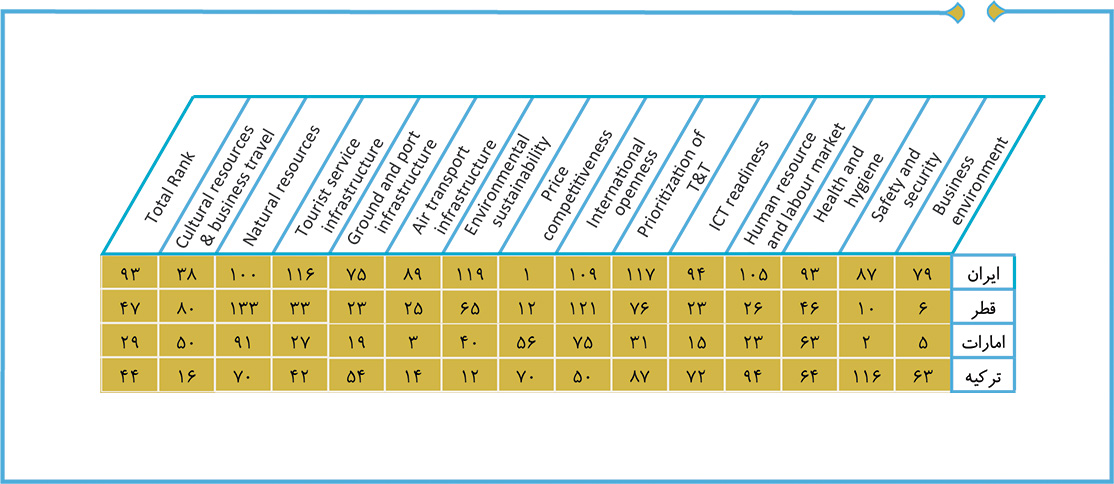 Total Rank
Cultural resources
& business travel
Natural resources
Tourist service
infrastructure
Ground and port
infrastructure
Air transport
infrastructure
Environmental
sustainability
Price
competitiveness
International
openness
Prioritization of
T&T
ICT readiness
Human resource
and labour market
Health and
hygiene
Safety and
security
Business
environment
۹۳ ۳۸ ۱۰۰ ۱۱۶ ۷۵ ۸۹ ۱۱۹ ۱ ۱۰۹ ۱۱۷ ۹۴ ۱۰۵ ۹۳ ۸۷ ۷۹ ایران
۴۷ ۸۰ ۱۳۳ ۳۳ ۲۳ ۲۵ ۶۵ ۱۲ ۱۲۱ ۷۶ ۲۳ ۲۶ ۴۶ ۱۰ ۶ قطر
۲۹ ۵۰ ۹۱ ۲۷ ۱۹ ۳ ۴۰ ۵۶ ۷۵ ۳۱ ۱۵ ۲۳ ۶۳ ۲ ۵ امارات
۴۴ ۱۶ ۷۰ ۴۲ ۵۴ ۱۴ ۱۲ ۷۰ ۵۰ ۸۷ ۷۲ ۹۴ ۶۴ ۱۱۶ ۶۳ ترکیه